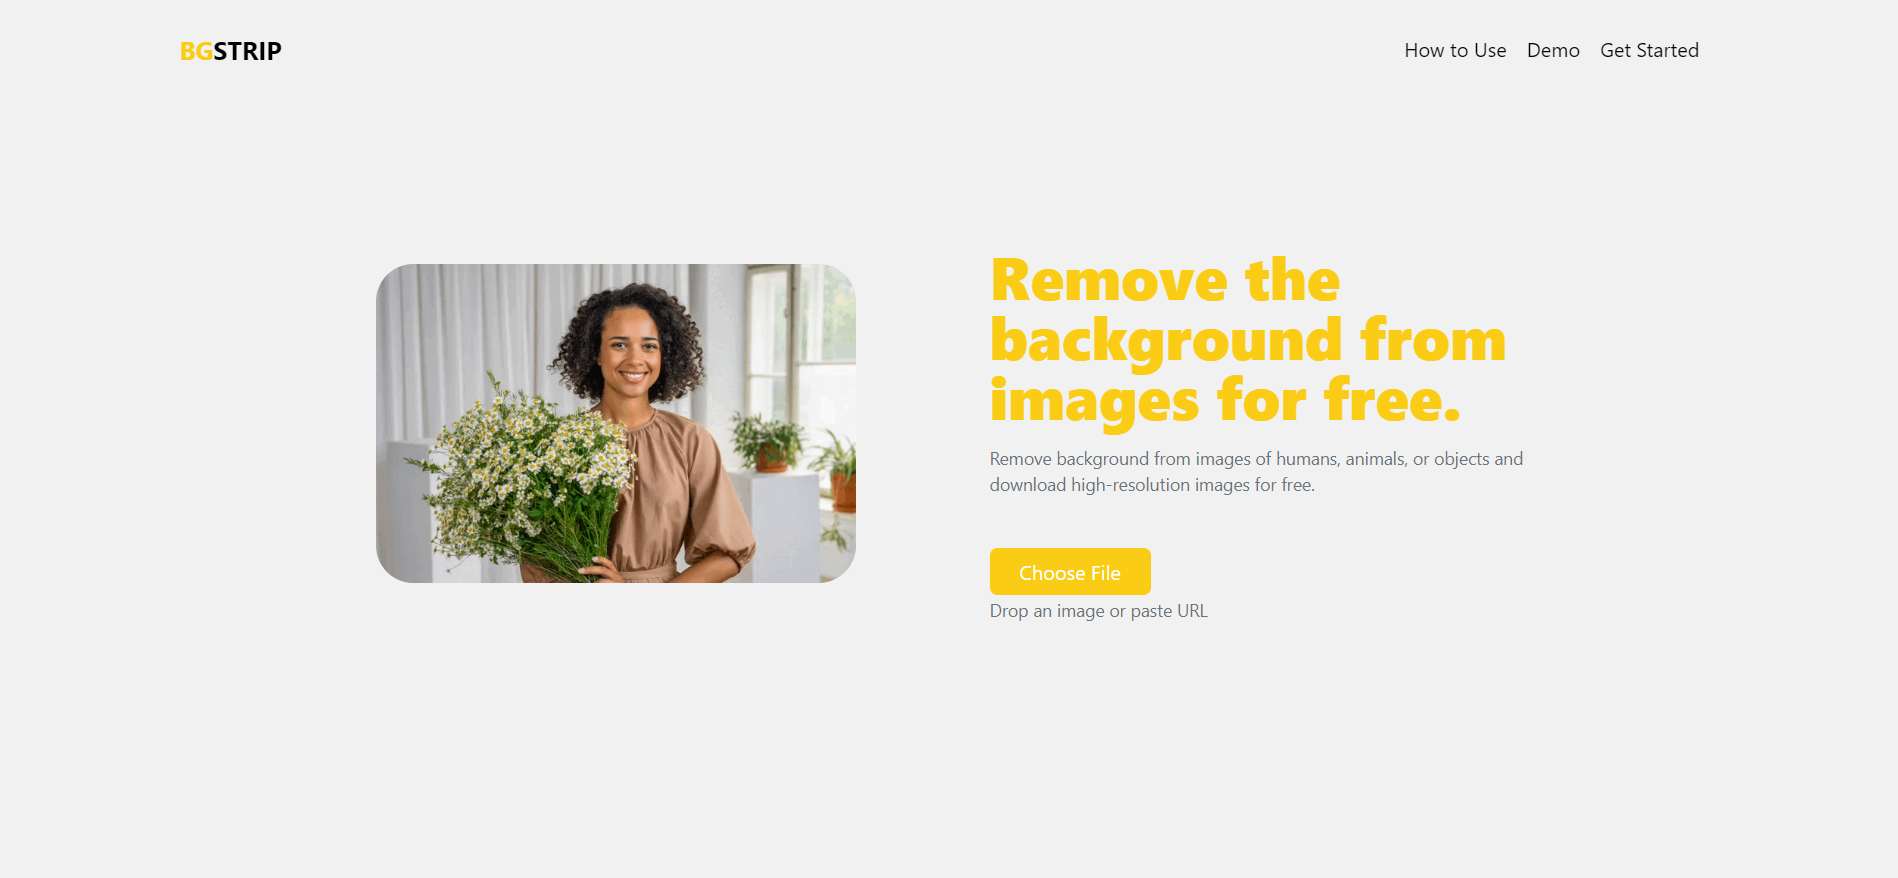 BGSTRIP
How to Use Demo Get Started
Remove the
background from
images for free.
Remove background from images of humans, animals, or objects and
download high-resolution images for free.
Choose File
Drop an image or paste URL